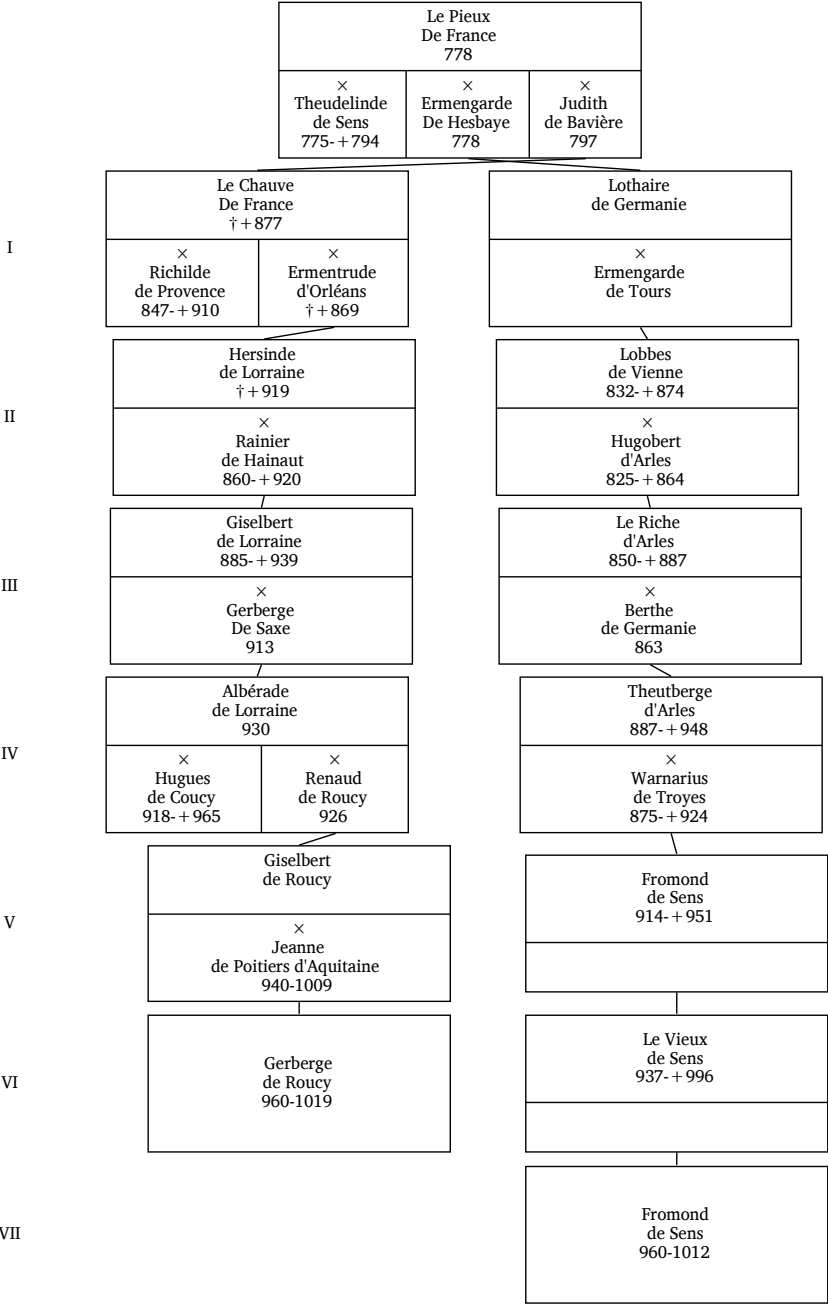 Le Pieux
De France
778
×
Theudelinde
de Sens
775-+794
×
Ermengarde
De Hesbaye
778
×
Judith
de Bavière
797
I
Le Chauve
De France
†+877
×
Richilde
de Provence
847-+910
×
Ermentrude
d'Orléans
†+869
Lothaire
de Germanie
×
Ermengarde
de Tours
II
Hersinde
de Lorraine
†+919
×
Rainier
de Hainaut
860-+920
Lobbes
de Vienne
832-+874
×
Hugobert
d'Arles
825-+864
III
Giselbert
de Lorraine
885-+939
×
Gerberge
De Saxe
913
Le Riche
d'Arles
850-+887
×
Berthe
de Germanie
863
IV
Albérade
de Lorraine
930
×
Hugues
de Coucy
918-+965
×
Renaud
de Roucy
926
Theutberge
d'Arles
887-+948
×
Warnarius
de Troyes
875-+924
V
Giselbert
de Roucy
×
Jeanne
de Poitiers d'Aquitaine
940-1009
Fromond
de Sens
914-+951
VI
Gerberge
de Roucy
960-1019
Le Vieux
de Sens
937-+996
VII
Fromond
de Sens
960-1012